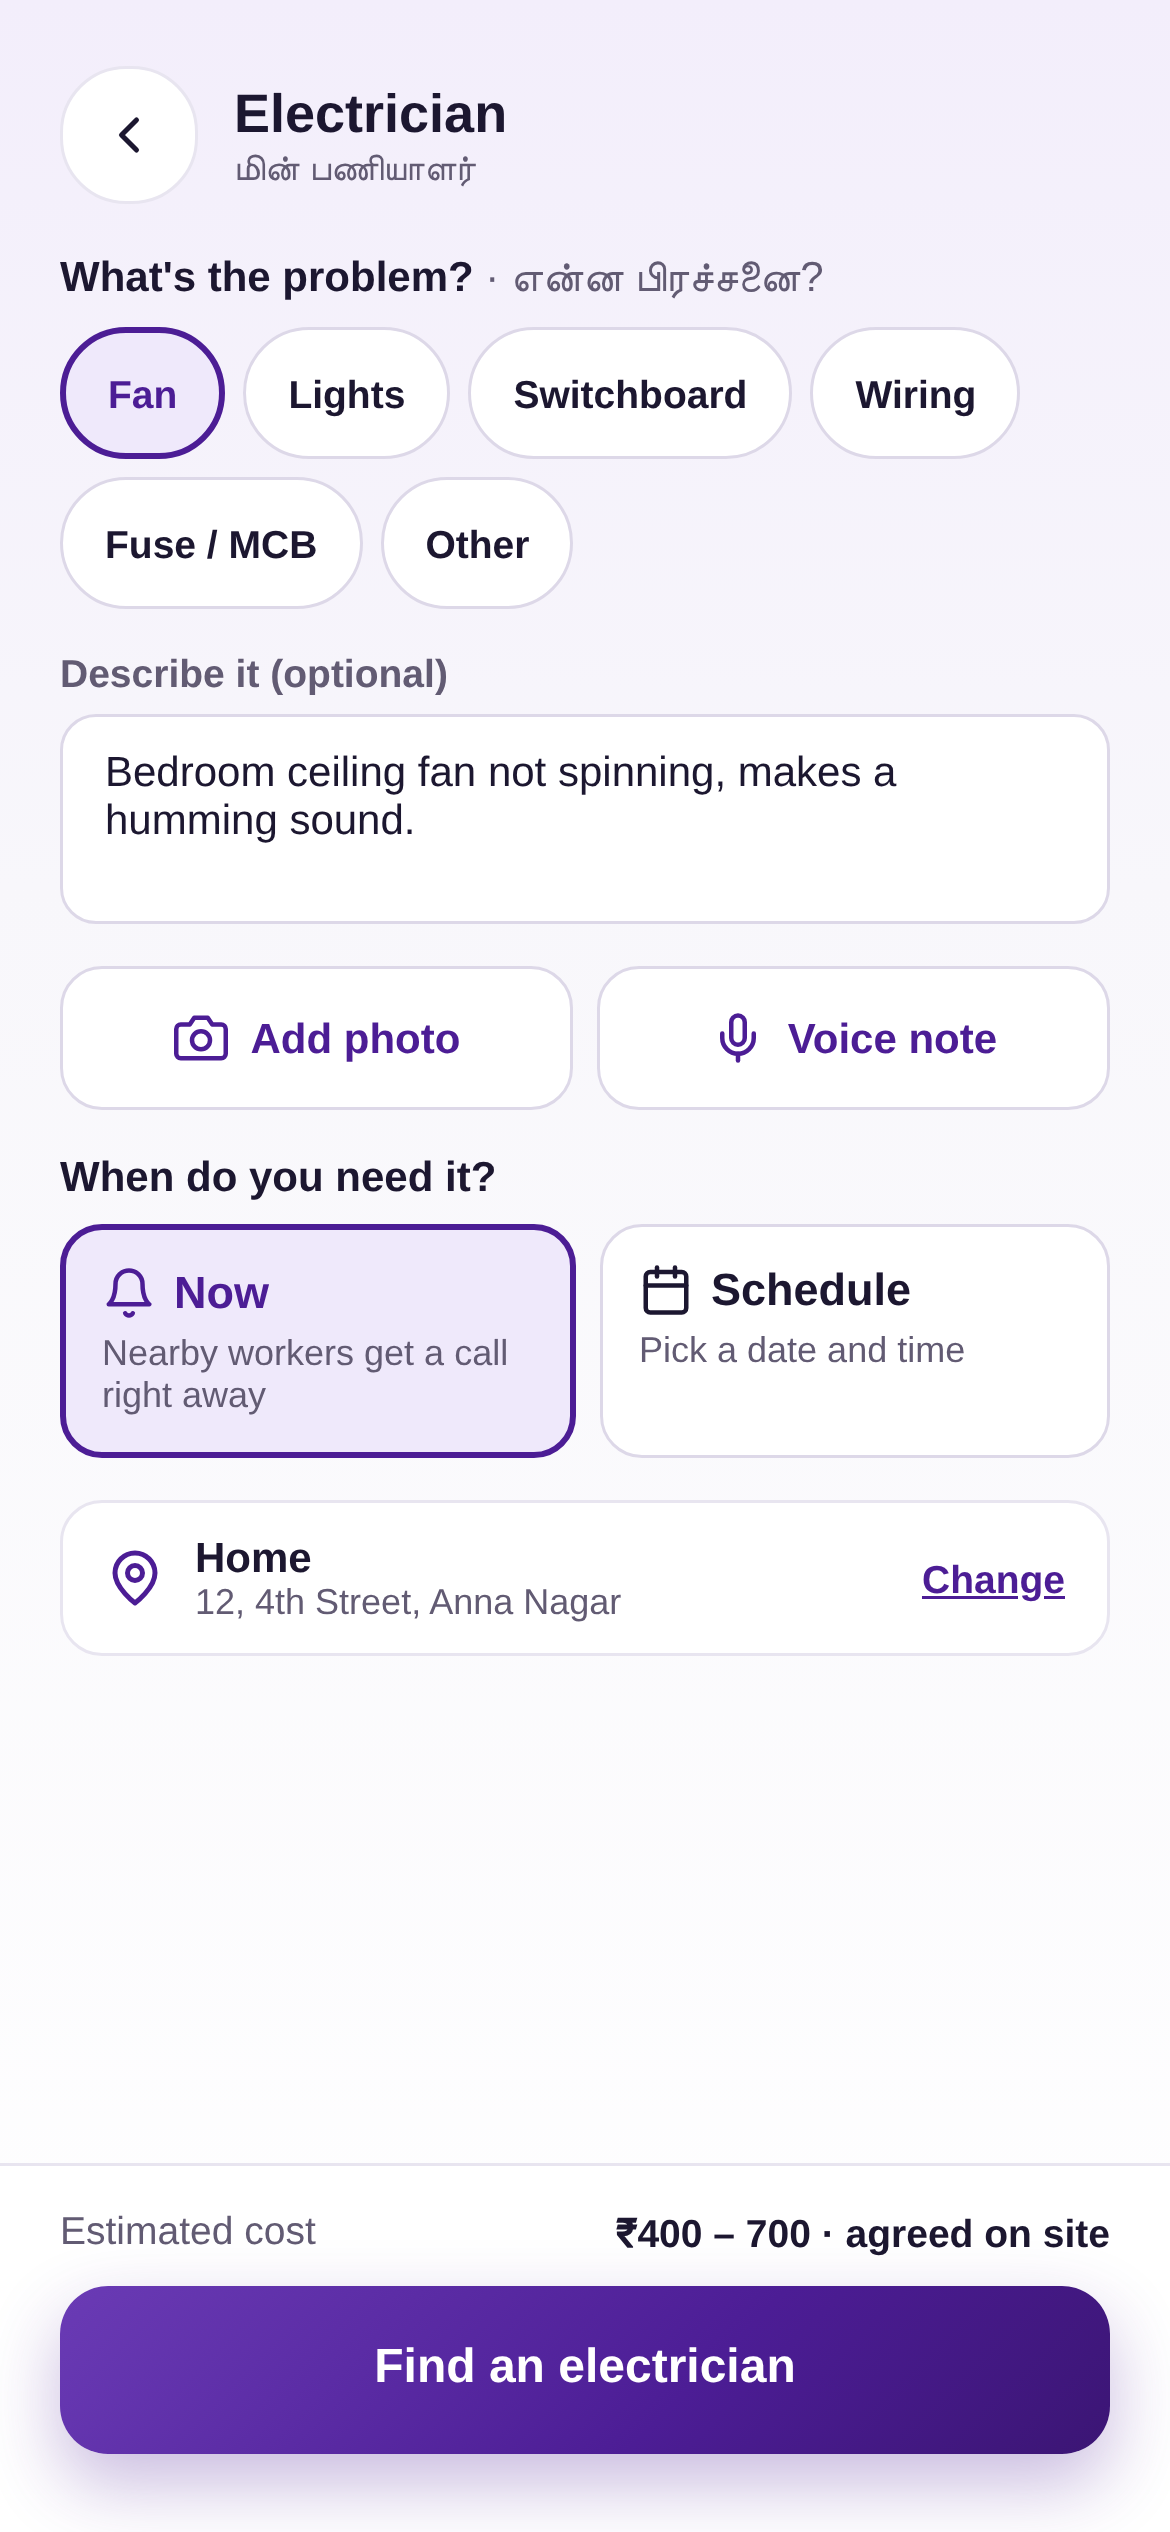 Electrician
மின் பணியாளர்
What's the problem? · என்ன பிரச்சனை?
Fan
Lights
Switchboard
Wiring
Fuse / MCB
Other
Describe it (optional)
Bedroom ceiling fan not spinning, makes a
humming sound.
Add photo
Voice note
When do you need it?
Now
Nearby workers get a call
right away
Schedule
Pick a date and time
Home
12, 4th Street, Anna Nagar
Change
Estimated cost
₹400 – 700 · agreed on site
Find an electrician